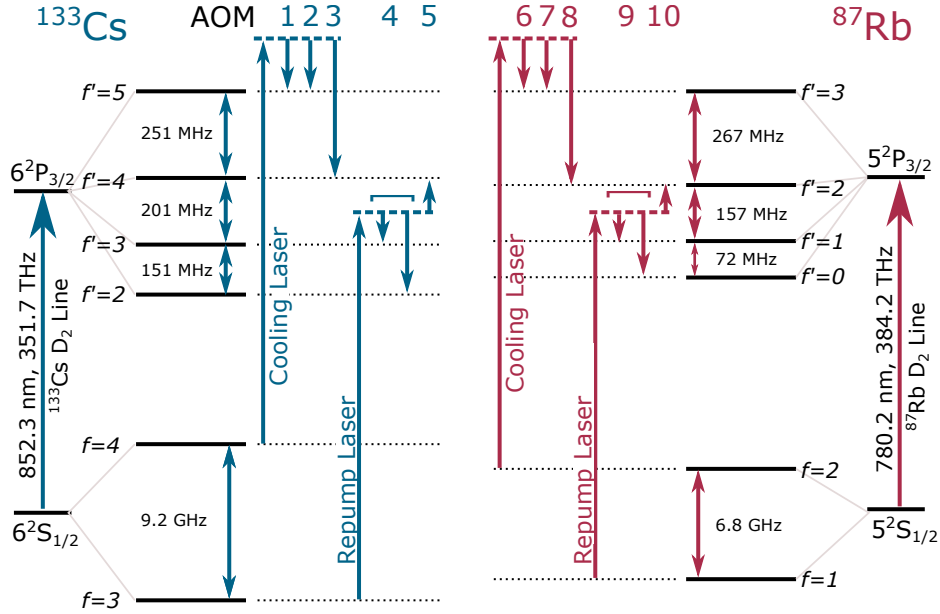 ¹³³Cs AOM 1 2 3 4 5 6 7 8 9 10 ⁸⁷Rb
f'=5
251 MHz
f'=4
201 MHz
f'=3
151 MHz
f'=2
6²P₃/₂
852.3 nm, 351.7 THz
¹³³Cs D₂ Line
6²S₁/₂
f=4
9.2 GHz
f=3
Cooling Laser
Repump Laser
Cooling Laser
Repump Laser
f'=3
267 MHz
f'=2
157 MHz
f'=1
72 MHz
f'=0
5²P₃/₂
780.2 nm, 384.2 THz
⁸⁷Rb D₂ Line
f=2
6.8 GHz
f=1
5²S₁/₂